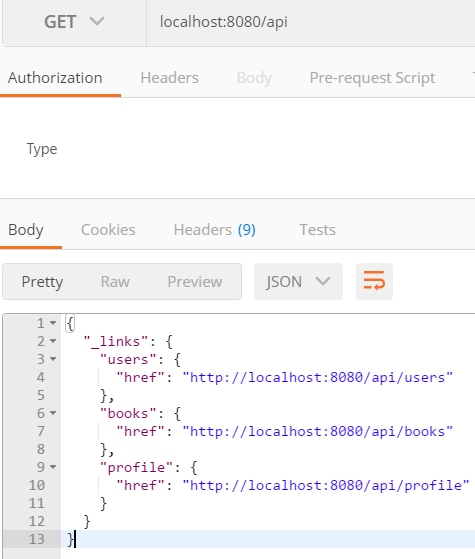 GET localhost:8080/api
Authorization Headers Body Pre-request Script
Type
Body Cookies Headers (9) Tests
Pretty Raw Preview JSON
1 {
2 "_links": {
3 "users": {
4 "href": "http://localhost:8080/api/users"
5 },
6 "books": {
7 "href": "http://localhost:8080/api/books"
8 },
9 "profile": {
10 "href": "http://localhost:8080/api/profile"
11 }
12 }
13 }